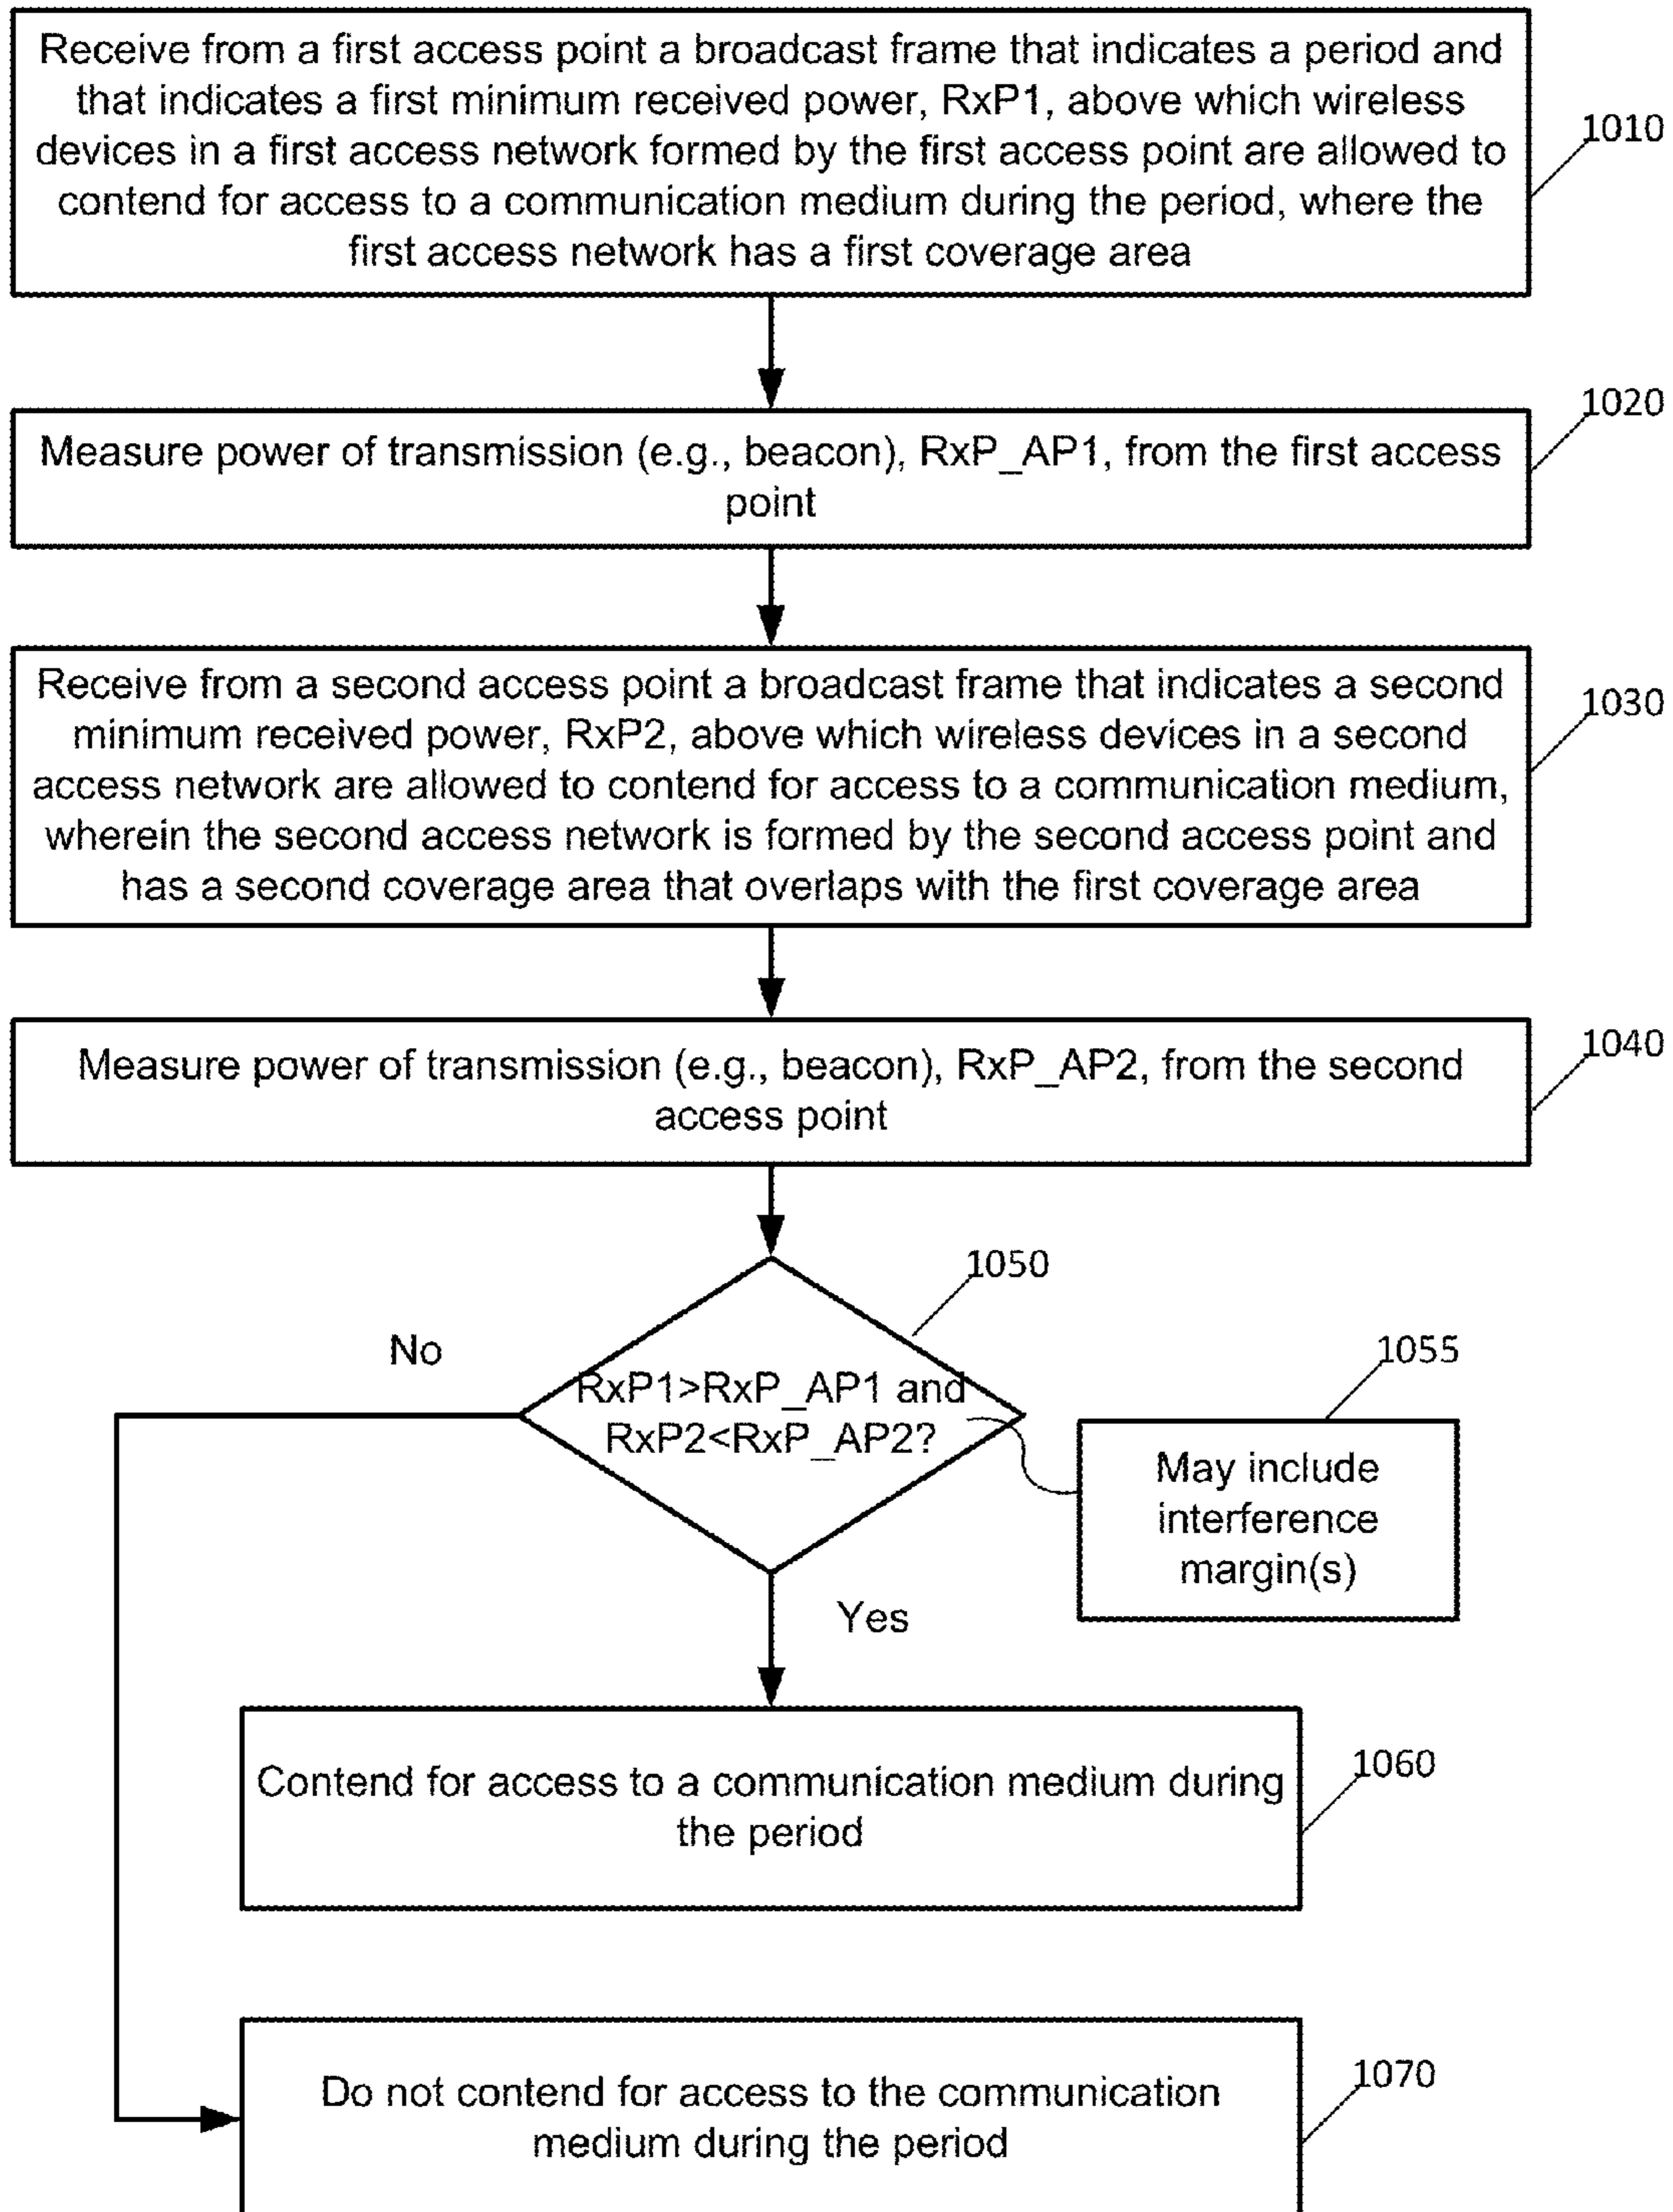 Receive from a first access point a broadcast frame that indicates a period and
that indicates a first minimum received power, RxP1, above which wireless
devices in a first access network formed by the first access point are allowed to
contend for access to a communication medium during the period, where the
first access network has a first coverage area
1010
Measure power of transmission (e.g., beacon), RxP_AP1, from the first access
point
1020
Receive from a second access point a broadcast frame that indicates a second
minimum received power, RxP2, above which wireless devices in a second
access network are allowed to contend for access to a communication medium,
wherein the second access network is formed by the second access point and
has a second coverage area that overlaps with the first coverage area
1030
Measure power of transmission (e.g., beacon), RxP_AP2, from the second
access point
1040
1050
No
RxP1>RxP_AP1 and
RxP2<RxP_AP2?
1055
May include
interference
margin(s)
Yes
Contend for access to a communication medium during
the period
1060
Do not contend for access to the communication
medium during the period
1070